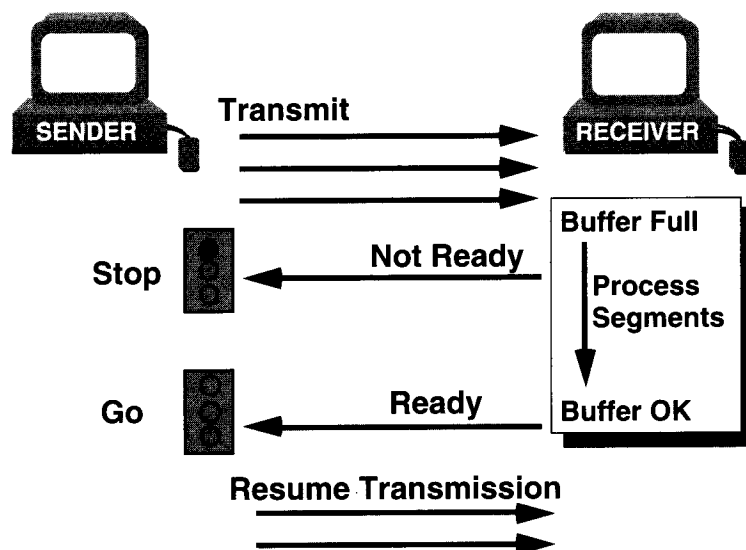 SENDER
Transmit
RECEIVER
Buffer Full
Not Ready
Stop
Process
Segments
Go
Ready
Buffer OK
Resume Transmission